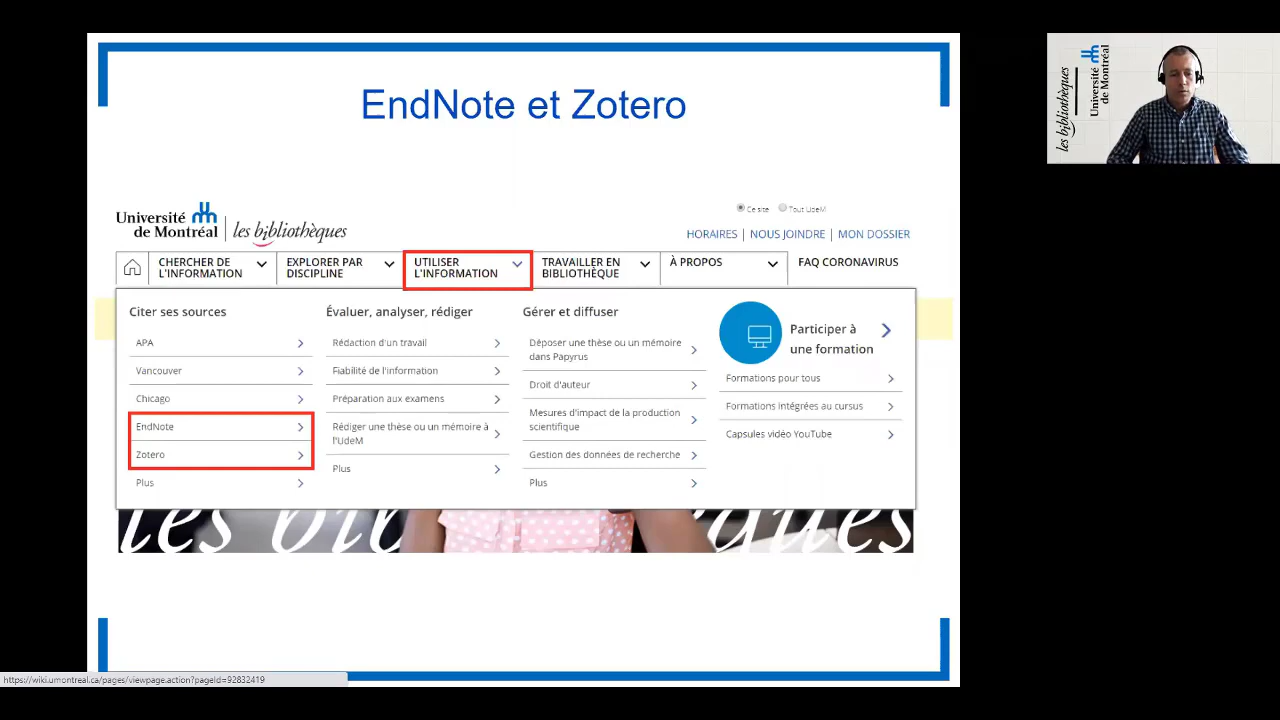 EndNote et Zotero
Université
de Montréal
les bibliothèques
Ce site
Tout UdeM
HORAIRES | NOUS JOINDRE | MON DOSSIER
CHERCHER DE
L'INFORMATION
EXPLORER PAR
DISCIPLINE
UTILISER
L'INFORMATION
TRAVAILLER EN
BIBLIOTHÈQUE
À PROPOS
FAQ CORONAVIRUS
Citer ses sources
APA
Vancouver
Chicago
EndNote
Zotero
Plus
Évaluer, analyser, rédiger
Rédaction d'un travail
Fiabilité de l'information
Préparation aux examens
Rédiger une thèse ou un mémoire à
l'UdeM
Plus
Gérer et diffuser
Déposer une thèse ou un mémoire
dans Papyrus
Droit d'auteur
Mesures d'impact de la production
scientifique
Gestion des données de recherche
Plus
Participer à
une formation
Formations pour tous
Formations intégrées au cursus
Capsules vidéo YouTube
https://wiki.umontreal.ca/pages/viewpage.action?pageId=92832419
les bibliothèques
Université
de Montréal